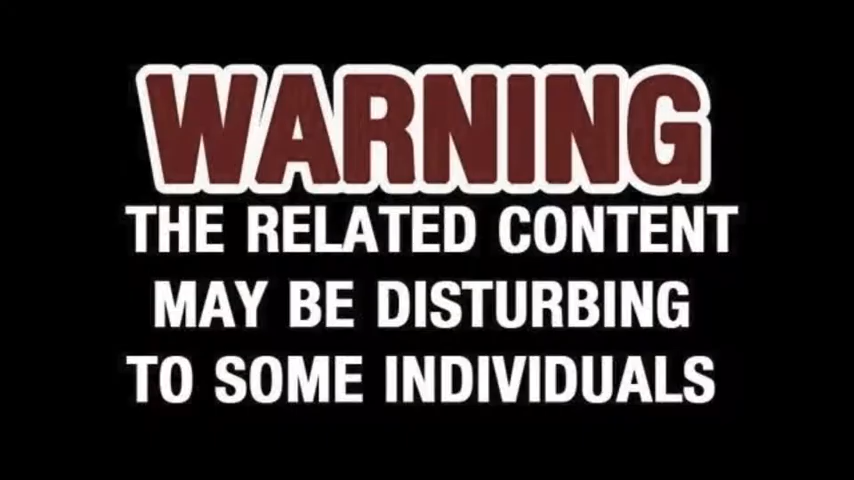 WARNING
THE RELATED CONTENT
MAY BE DISTURBING
TO SOME INDIVIDUALS